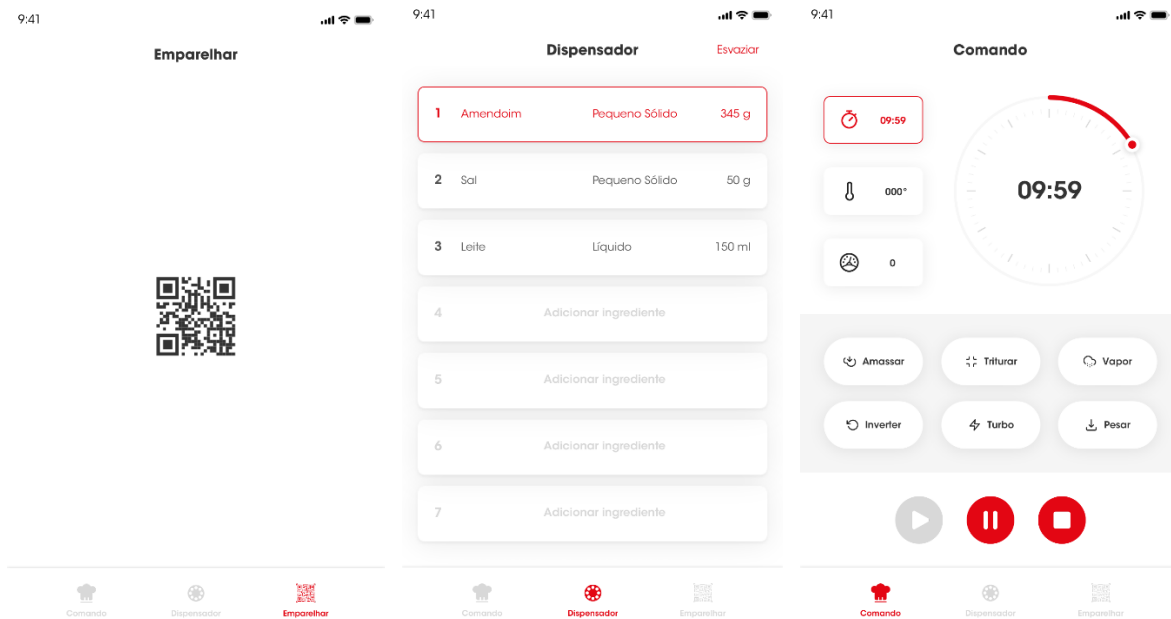 9:41
Emparelhar
Comando
Dispensador
Emparelhar
9:41
Dispensador Esvaziar
1 Amendoim Pequeno Sólido 345 g
2 Sal Pequeno Sólido 50 g
3 Leite Líquido 150 ml
4 Adicionar ingrediente
5 Adicionar ingrediente
6 Adicionar ingrediente
7 Adicionar ingrediente
Comando
Dispensador
Emparelhar
9:41
Comando
09:59
000°
0
09:59
Amassar
Triturar
Vapor
Inverter
Turbo
Pesar
Comando
Dispensador
Emparelhar